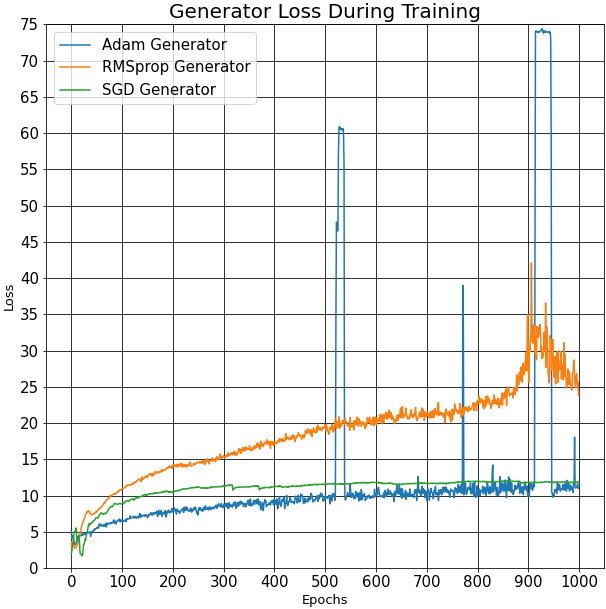 Generator Loss During Training
Adam Generator
RMSprop Generator
SGD Generator
75
70
65
60
55
50
45
40
35
30
25
20
15
10
5
0
Loss
0 100 200 300 400 500 600 700 800 900 1000
Epochs